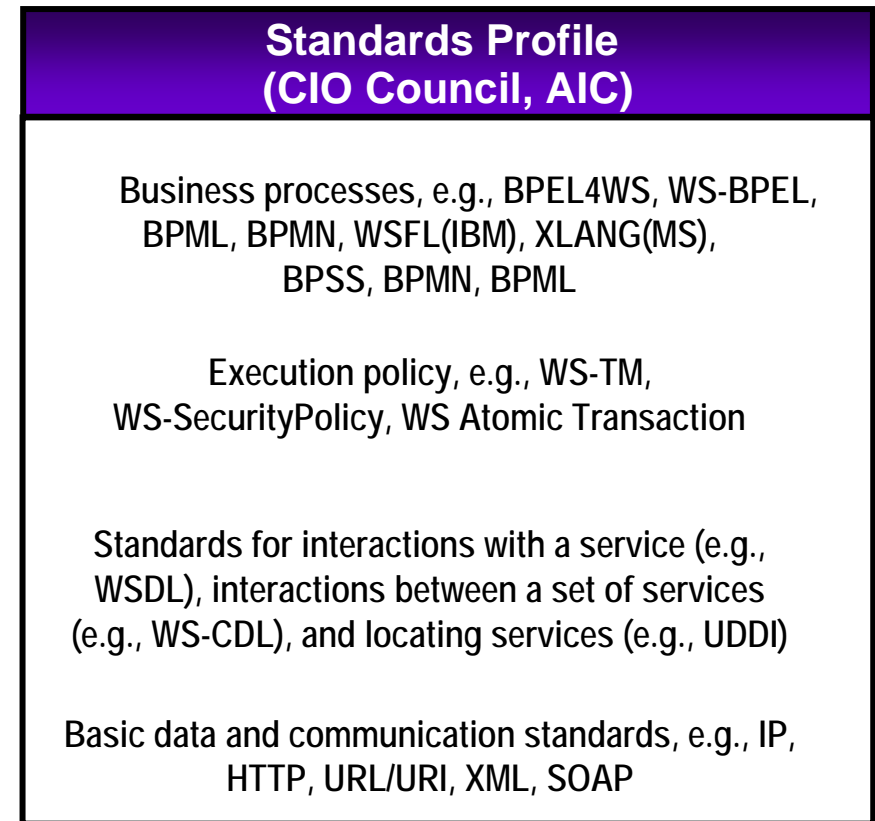 Standards Profile
(CIO Council, AIC)
Business processes, e.g., BPEL4WS, WS-BPEL,
BPML, BPMN, WSFL(IBM), XLANG(MS),
BPSS, BPMN, BPML
Execution policy, e.g., WS-TM,
WS-SecurityPolicy, WS Atomic Transaction
Standards for interactions with a service (e.g.,
WSDL), interactions between a set of services
(e.g., WS-CDL), and locating services (e.g., UDDI)
Basic data and communication standards, e.g., IP,
HTTP, URL/URI, XML, SOAP